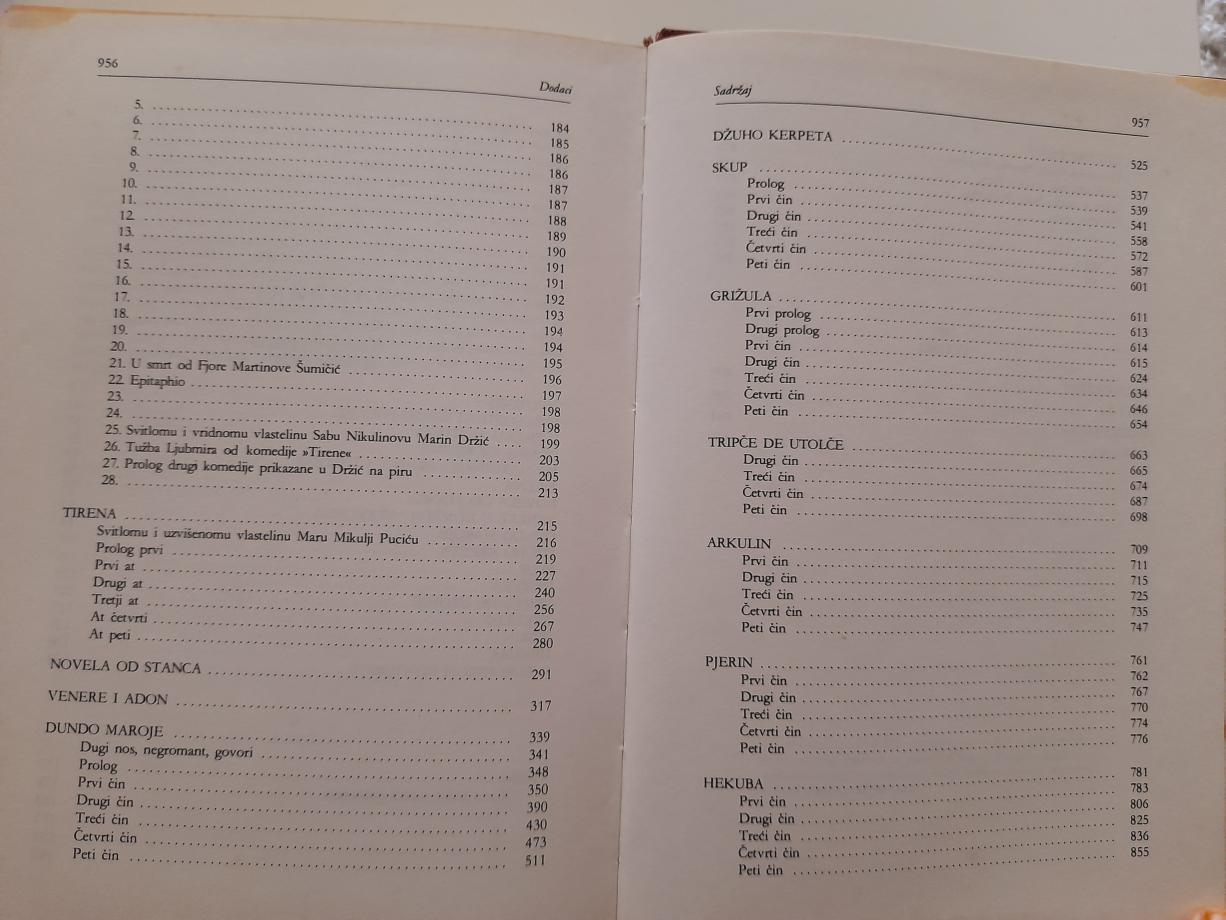 956
Dodaci
5. 184
6. 185
7. 186
8. 186
9. 187
10. 187
11. 188
12. 189
13. 190
14. 191
15. 191
16. 192
17. 193
18. 194
19. 194
20. 195
21. U smrt od Fjore Martinove Šumičić 196
22. Epitaphio 197
23. 198
24. 198
25. Svitlomu i vridnomu vlastelinu Sabu Nikulinovu Marin Držić 199
26. Tužba Ljubmira od komedije »Tirene« 203
27. Prolog drugi komedije prikazane u Držić na piru 205
28. 213
TIRENA 215
Svitlomu i uzvišenomu vlastelinu Maru Mikulji Puciću 216
Prolog prvi 219
Prvi at 227
Drugi at 240
Tretji at 256
At četvrti 267
At peti 280
NOVELA OD STANCA 291
VENERE I ADON 317
DUNDO MAROJE 339
Dugi nos, negromant, govori 341
Prolog 348
Prvi čin 350
Drugi čin 390
Treći čin 430
Četvrti čin 473
Peti čin 511
Sadržaj
957
DŽUHO KERPETA 525
SKUP 537
Prolog 539
Prvi čin 541
Drugi čin 558
Treći čin 572
Četvrti čin 587
Peti čin 601
GRIŽULA 611
Prvi prolog 613
Drugi prolog 614
Prvi čin 615
Drugi čin 624
Treći čin 634
Četvrti čin 646
Peti čin 654
TRIPČE DE UTOLČE 663
Drugi čin 665
Treći čin 674
Četvrti čin 687
Peti čin 698
ARKULIN 709
Prvi čin 711
Drugi čin 715
Treći čin 725
Četvrti čin 735
Peti čin 747
PJERIN 761
Prvi čin 762
Drugi čin 767
Treći čin 770
Četvrti čin 774
Peti čin 776
HEKUBA 781
Prvi čin 783
Drugi čin 806
Treći čin 825
Četvrti čin 836
Peti čin 855